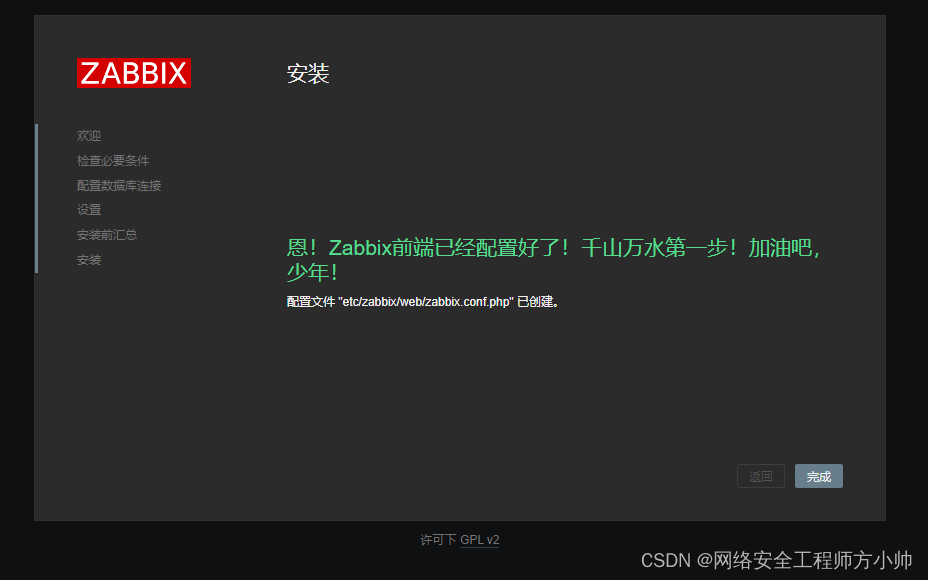 ZABBIX
安装
欢迎
检查必要条件
配置数据库连接
设置
安装前汇总
安装
恩！Zabbix前端已经配置好了！千山万水第一步！加油吧，
少年！
配置文件 "etc/zabbix/web/zabbix.conf.php" 已创建。
返回
完成
许可下 GPL v2
CSDN @网络安全工程师方小帅